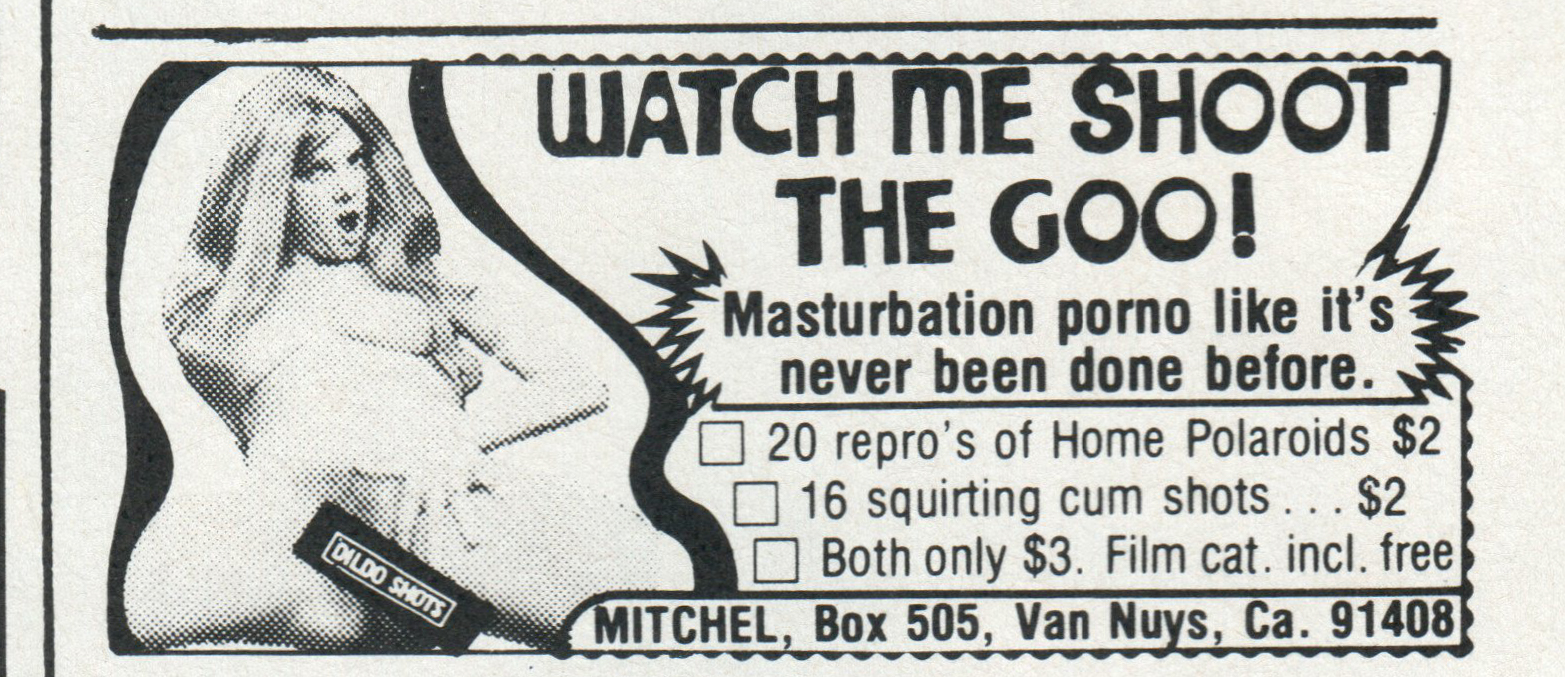 WATCH ME SHOOT
THE GOO!
Masturbation porno like it's
never been done before.
20 repro's of Home Polaroids $2
16 squirting cum shots . . . $2
Both only $3. Film cat. incl. free
DILDO SHOTS
MITCHEL, Box 505, Van Nuys, Ca. 91408